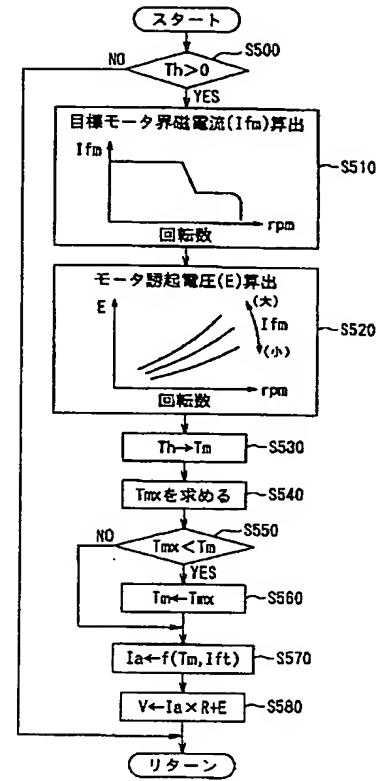 スタート
S500
NO
Th>0
YES
目標モータ界磁電流(Ifm)算出
Ifm
S510
rpm
回転数
モータ誘起電圧(E)算出
E
(大)
Ifm
(小)
S520
rpm
回転数
Th→Tm
S530
Tmxを求める
S540
S550
NO
Tmx<Tm
YES
Tm←Tmx
S560
Ia←f(Tm,Ift)
S570
V←Ia×R+E
S580
リターン